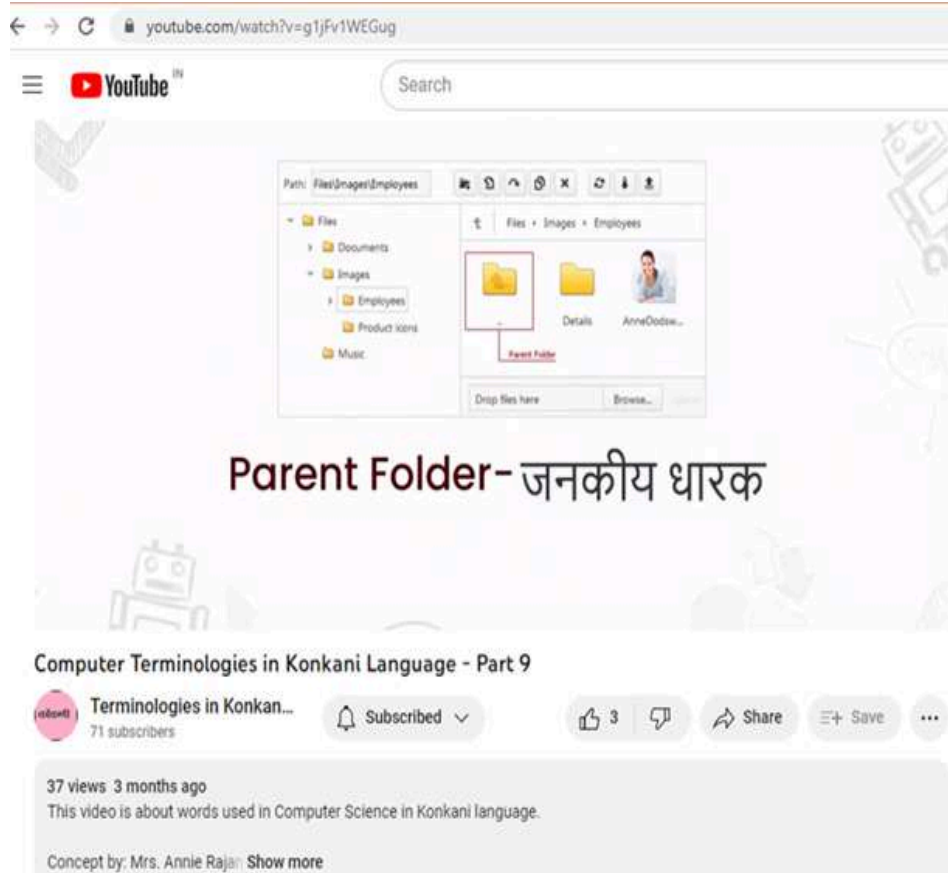 youtube.com/watch?v=g1jFv1WEGug
YouTube IN
Search
Path: Files\Images\Employees
Files
Files • Images • Employees
Documents
Images
Employees
Product icons
Music
..
Details
AnneDodsw...
Parent Folder
Drop files here
Browse...
Parent Folder- जनकीय धारक
Computer Terminologies in Konkani Language - Part 9
Terminologies in Konkan...
71 subscribers
Subscribed
3
Share
Save
37 views 3 months ago
This video is about words used in Computer Science in Konkani language.
Concept by: Mrs. Annie Rajan Show more